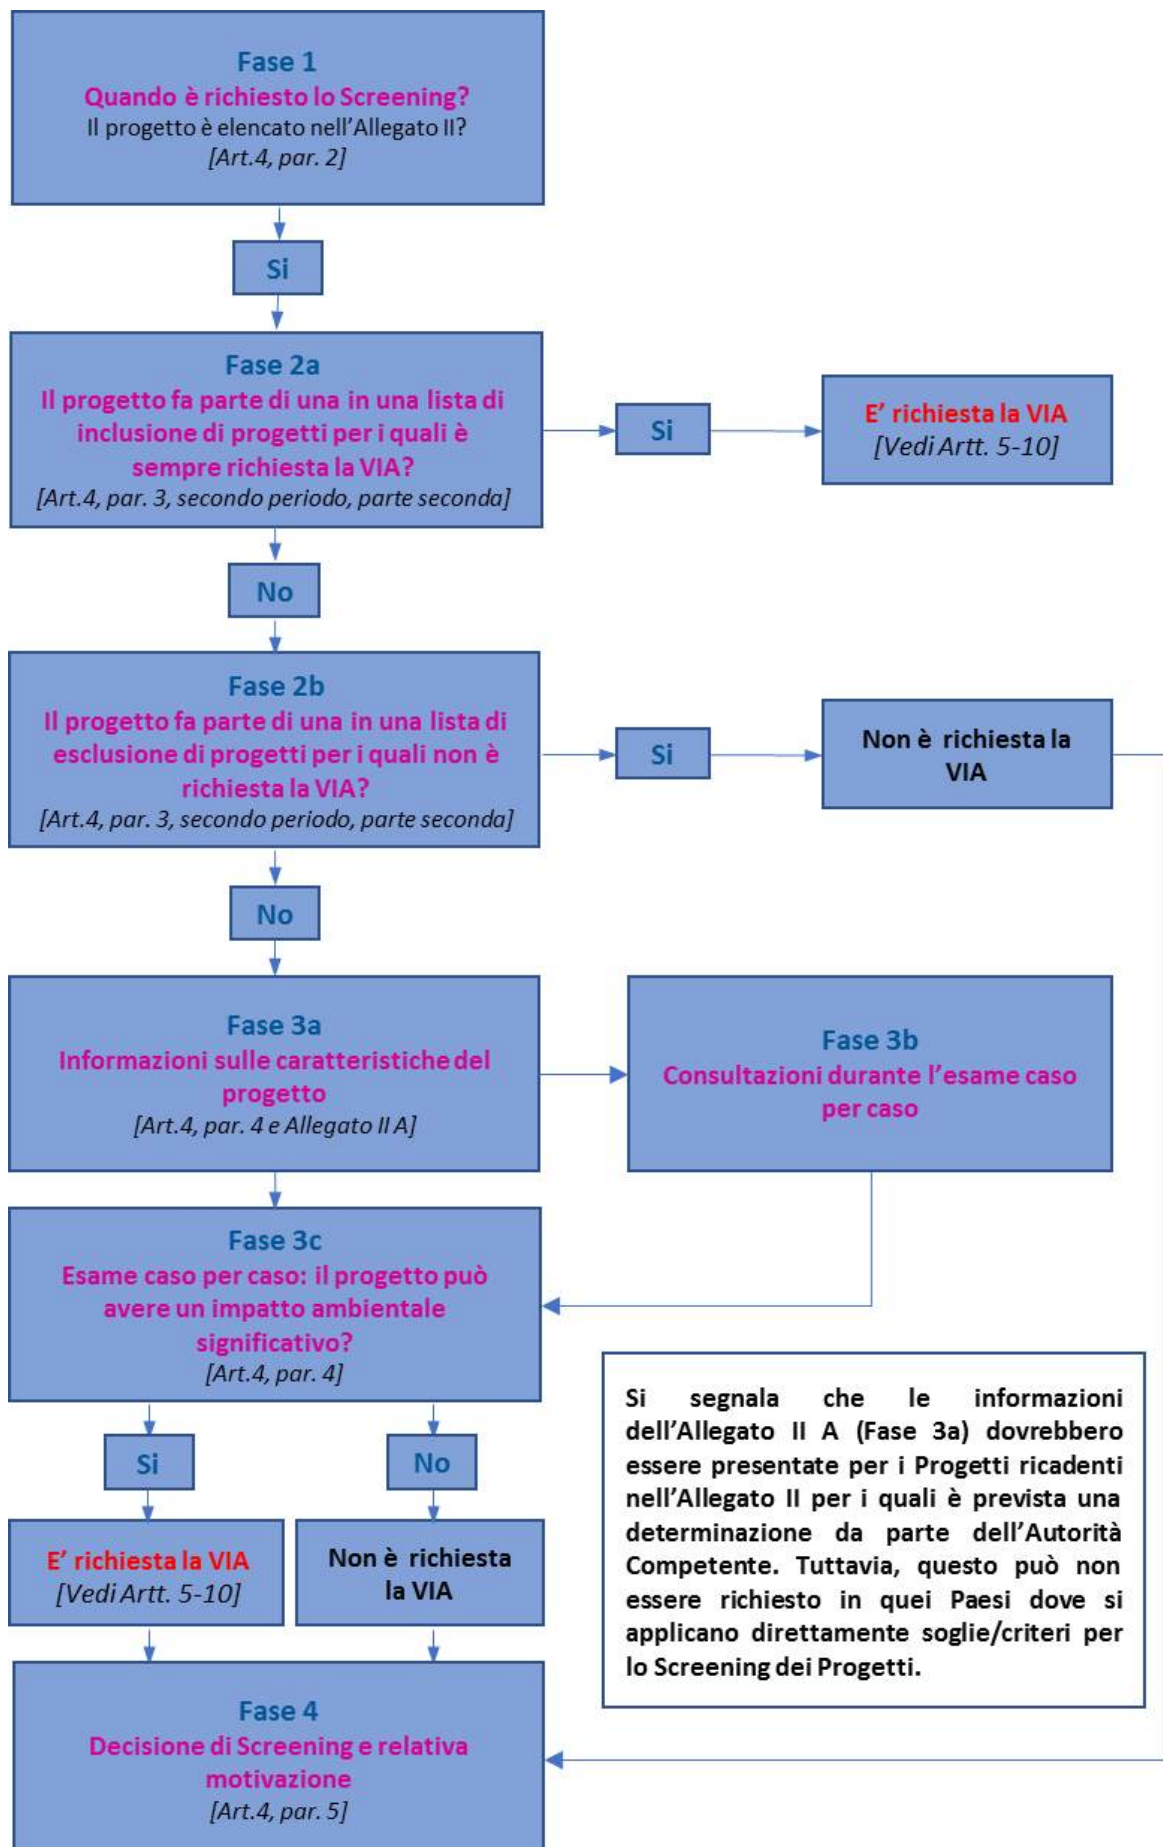 Fase 1
Quando è richiesto lo Screening?
Il progetto è elencato nell'Allegato II?
[Art.4, par. 2]
Si
Fase 2a
Il progetto fa parte di una in una lista di
inclusione di progetti per i quali è
sempre richiesta la VIA?
[Art.4, par. 3, secondo periodo, parte seconda]
Si
E' richiesta la VIA
[Vedi Artt. 5-10]
No
Fase 2b
Il progetto fa parte di una in una lista di
esclusione di progetti per i quali non è
richiesta la VIA?
[Art.4, par. 3, secondo periodo, parte seconda]
Si
Non è richiesta la
VIA
No
Fase 3a
Informazioni sulle caratteristiche del
progetto
[Art.4, par. 4 e Allegato II A]
Fase 3b
Consultazioni durante l'esame caso
per caso
Fase 3c
Esame caso per caso: il progetto può
avere un impatto ambientale
significativo?
[Art.4, par. 4]
Si
No
E' richiesta la VIA
[Vedi Artt. 5-10]
Non è richiesta
la VIA
Si segnala che le informazioni
dell'Allegato II A (Fase 3a) dovrebbero
essere presentate per i Progetti ricadenti
nell'Allegato II per i quali è prevista una
determinazione da parte dell'Autorità
Competente. Tuttavia, questo può non
essere richiesto in quei Paesi dove si
applicano direttamente soglie/criteri per
lo Screening dei Progetti.
Fase 4
Decisione di Screening e relativa
motivazione
[Art.4, par. 5]